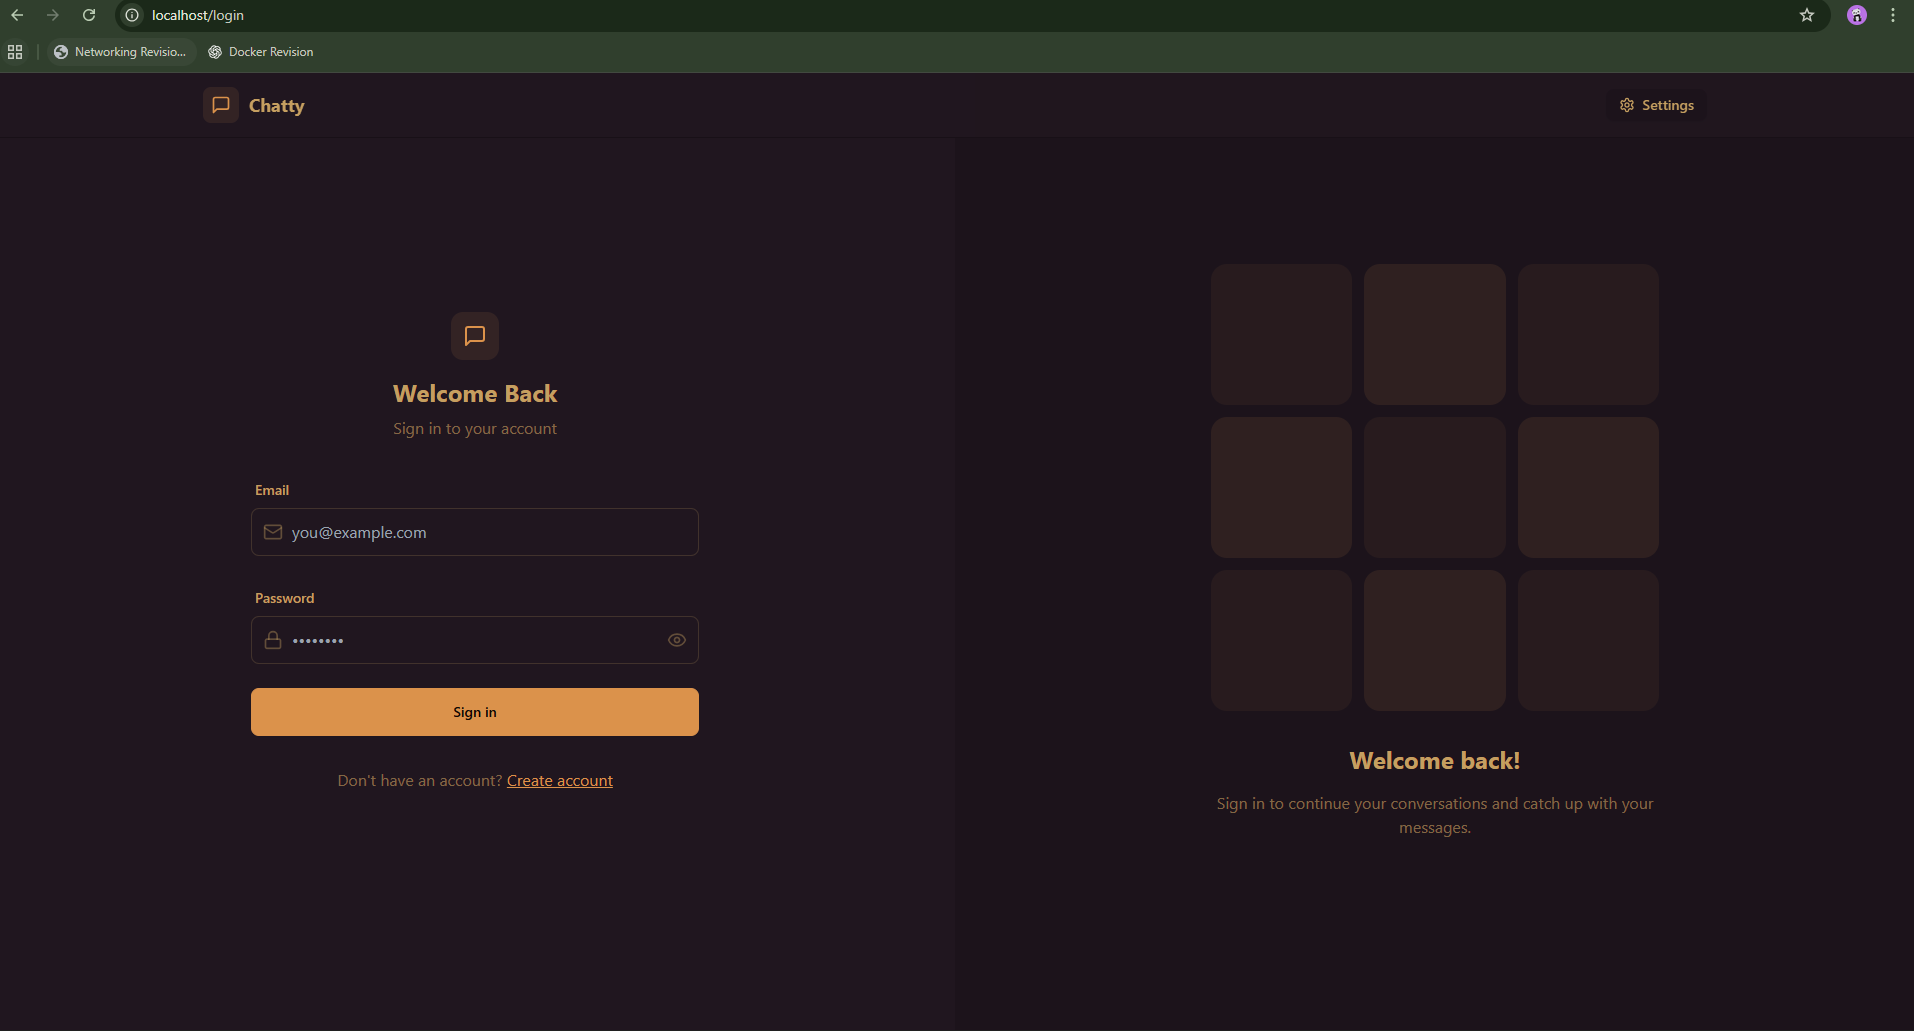 localhost/login
Networking Revisio...
Docker Revision
Chatty
Settings
Welcome Back
Sign in to your account
Email
you@example.com
Password
••••••••
Sign in
Don't have an account? Create account
Welcome back!
Sign in to continue your conversations and catch up with your
messages.